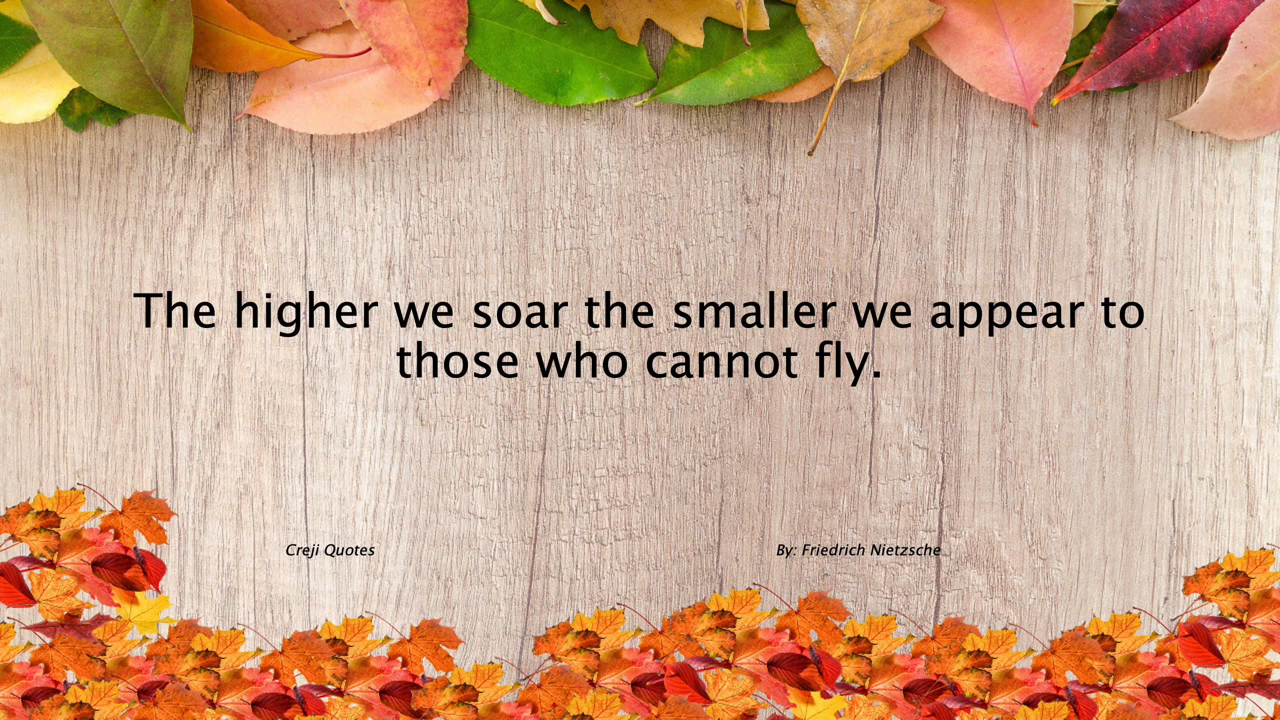 The higher we soar the smaller we appear to
those who cannot fly.
Creji Quotes
By: Friedrich Nietzsche